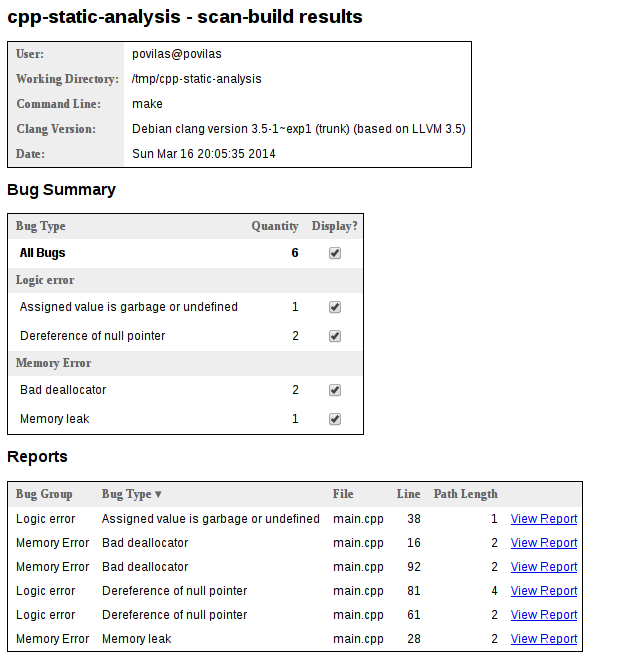 cpp-static-analysis - scan-build results
User: povilas@povilas
Working Directory: /tmp/cpp-static-analysis
Command Line: make
Clang Version: Debian clang version 3.5-1~exp1 (trunk) (based on LLVM 3.5)
Date: Sun Mar 16 20:05:35 2014
Bug Summary
Bug Type Quantity Display?
All Bugs 6
Logic error
Assigned value is garbage or undefined 1
Dereference of null pointer 2
Memory Error
Bad deallocator 2
Memory leak 1
Reports
Bug Group Bug Type ▾ File Line Path Length
Logic error Assigned value is garbage or undefined main.cpp 38 1 View Report
Memory Error Bad deallocator main.cpp 16 2 View Report
Memory Error Bad deallocator main.cpp 92 2 View Report
Logic error Dereference of null pointer main.cpp 81 4 View Report
Logic error Dereference of null pointer main.cpp 61 2 View Report
Memory Error Memory leak main.cpp 28 2 View Report